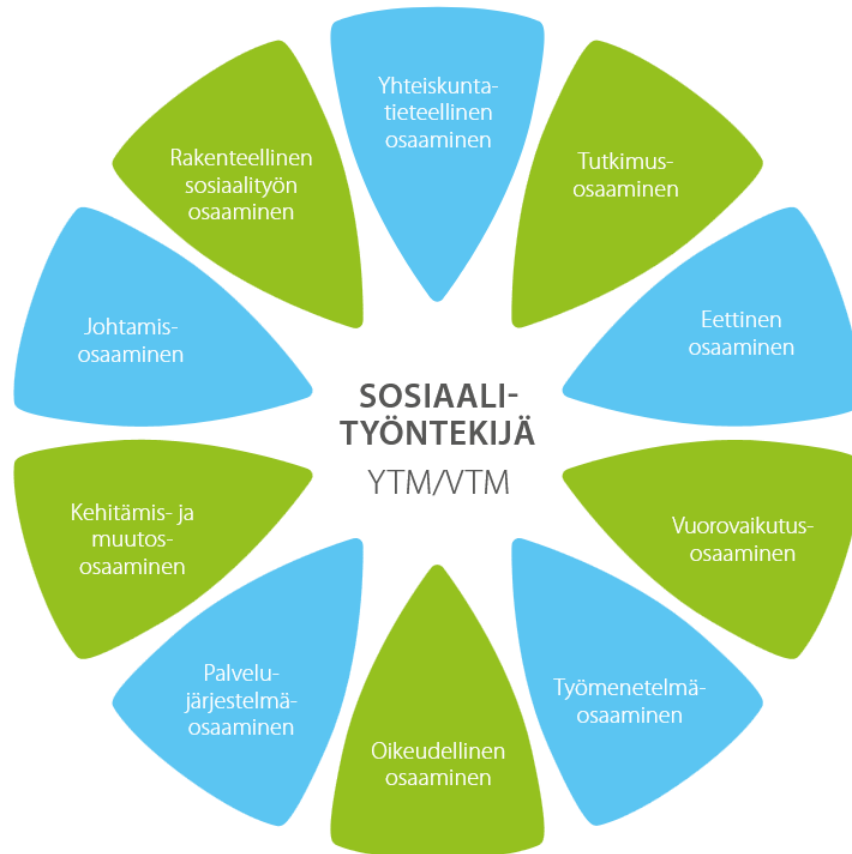 Yhteiskunta-
tieteellinen
osaaminen
Tutkimus-
osaaminen
Eettinen
osaaminen
Vuorovaikutus-
osaaminen
Työmenetelmä-
osaaminen
Oikeudellinen
osaaminen
Palvelu-
järjestelmä-
osaaminen
Kehitämis- ja
muutos-
osaaminen
Johtamis-
osaaminen
Rakenteellinen
sosiaalityön
osaaminen
SOSIAALI-
TYÖNTEKIJÄ
YTM/VTM